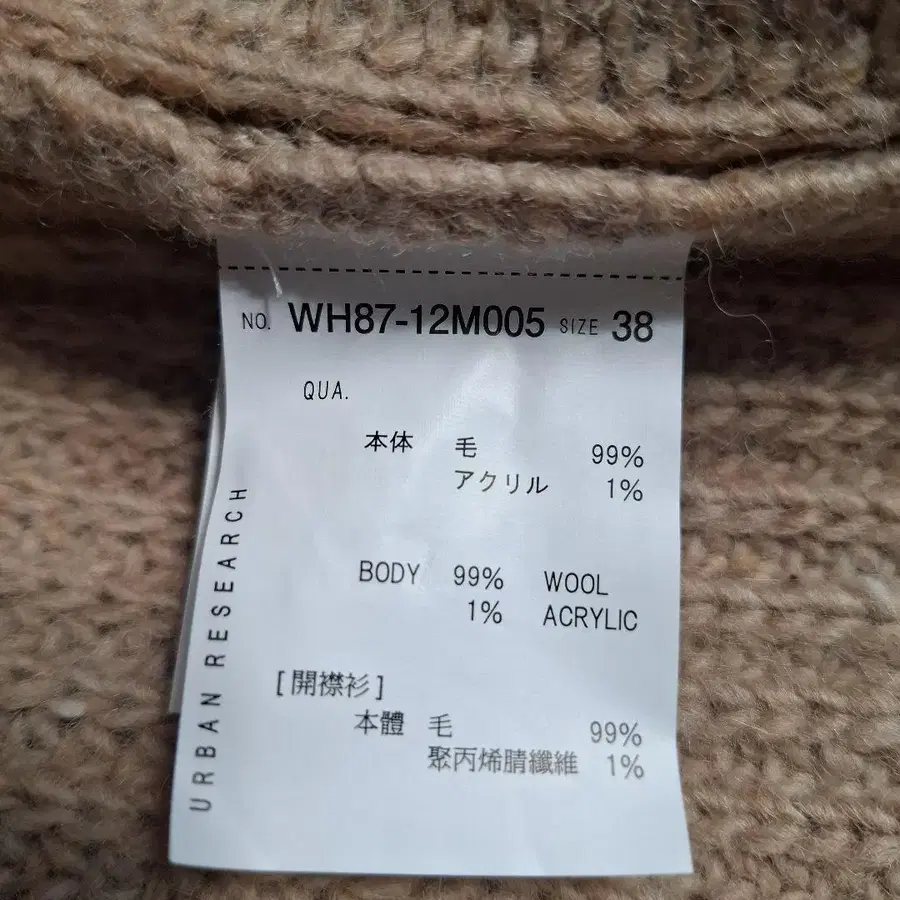 NO. WH87-12M005 SIZE 38
QUA.
本体 毛 99%
アクリル 1%
BODY 99% WOOL
1% ACRYLIC
[開襟衫]
本體 毛 99%
聚丙烯腈纖維 1%
URBAN RESEARCH